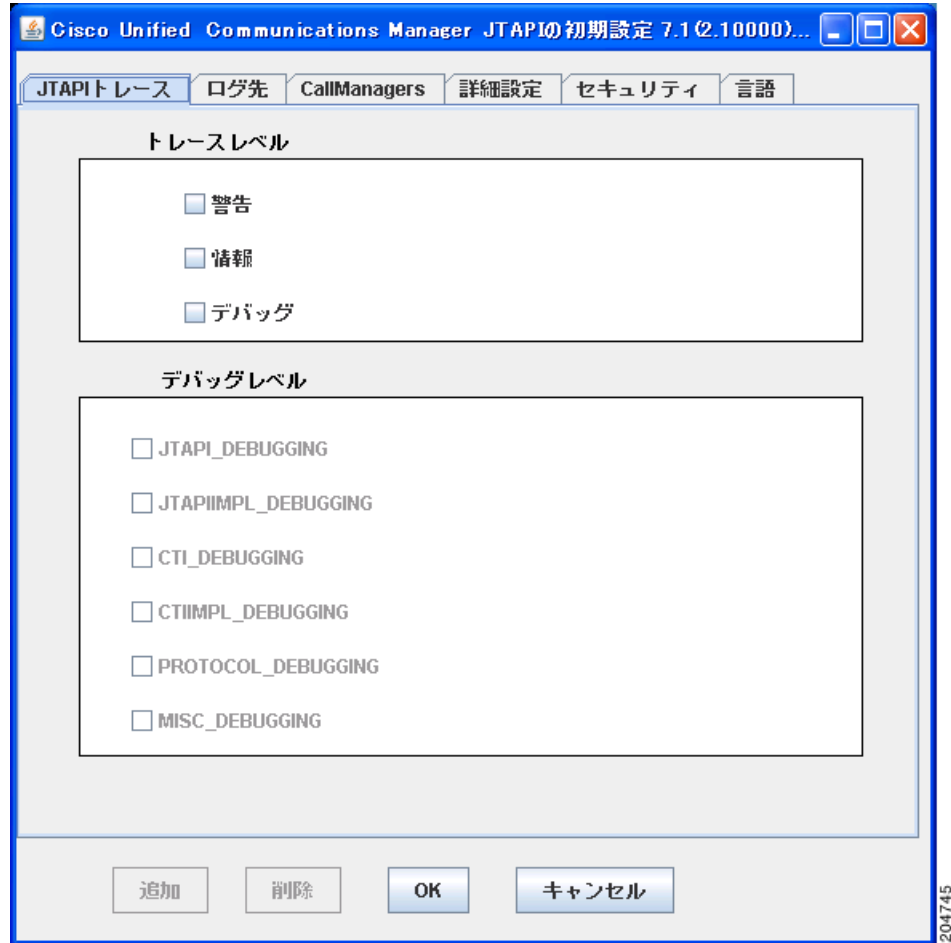 Cisco Unified Communications Manager JTAPIの初期設定 7.1(2.10000)...
JTAPIトレース ログ先 CallManagers 詳細設定 セキュリティ 言語
トレースレベル
警告
情報
デバッグ
デバッグレベル
JTAPI_DEBUGGING
JTAPIIMPL_DEBUGGING
CTI_DEBUGGING
CTIIMPL_DEBUGGING
PROTOCOL_DEBUGGING
MISC_DEBUGGING
追加 削除 OK キャンセル
204745